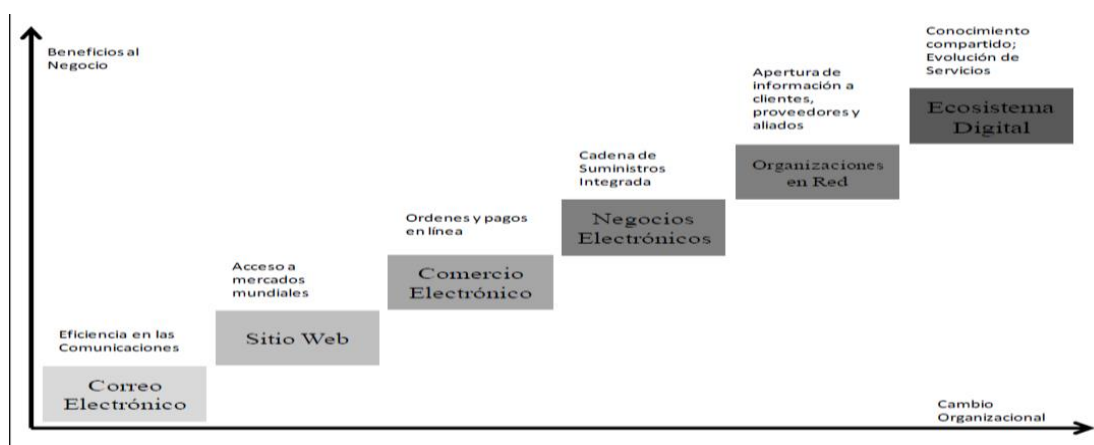 Beneficios al
Negocio
Conocimiento
compartido;
Evolución de
Servicios
Ecosistema
Digital
Apertura de
información a
clientes,
proveedores y
aliados
Organizaciones
en Red
Cadena de
Suministros
Integrada
Negocios
Electrónicos
Ordenes y pagos
en línea
Comercio
Electrónico
Acceso a
mercados
mundiales
Sitio Web
Eficiencia en las
Comunicaciones
Correo
Electrónico
Cambio
Organizacional